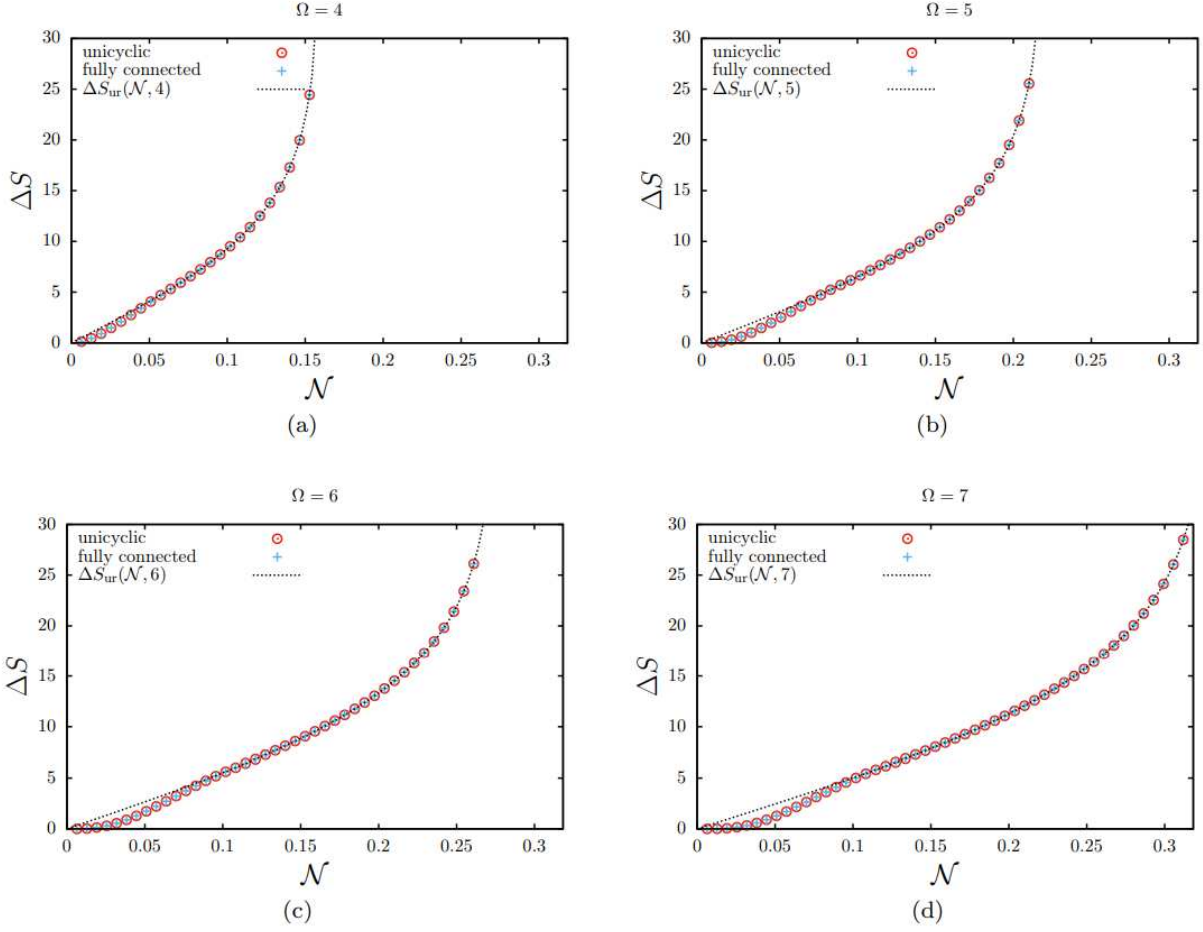 Ω = 4
30
25
20
15
10
5
0
ΔS
unicyclic
fully connected
ΔS_ur(𝒩, 4)
0 0.05 0.1 0.15 0.2 0.25 0.3
𝒩
(a)
Ω = 5
30
25
20
15
10
5
0
ΔS
unicyclic
fully connected
ΔS_ur(𝒩, 5)
0 0.05 0.1 0.15 0.2 0.25 0.3
𝒩
(b)
Ω = 6
30
25
20
15
10
5
0
ΔS
unicyclic
fully connected
ΔS_ur(𝒩, 6)
0 0.05 0.1 0.15 0.2 0.25 0.3
𝒩
(c)
Ω = 7
30
25
20
15
10
5
0
ΔS
unicyclic
fully connected
ΔS_ur(𝒩, 7)
0 0.05 0.1 0.15 0.2 0.25 0.3
𝒩
(d)